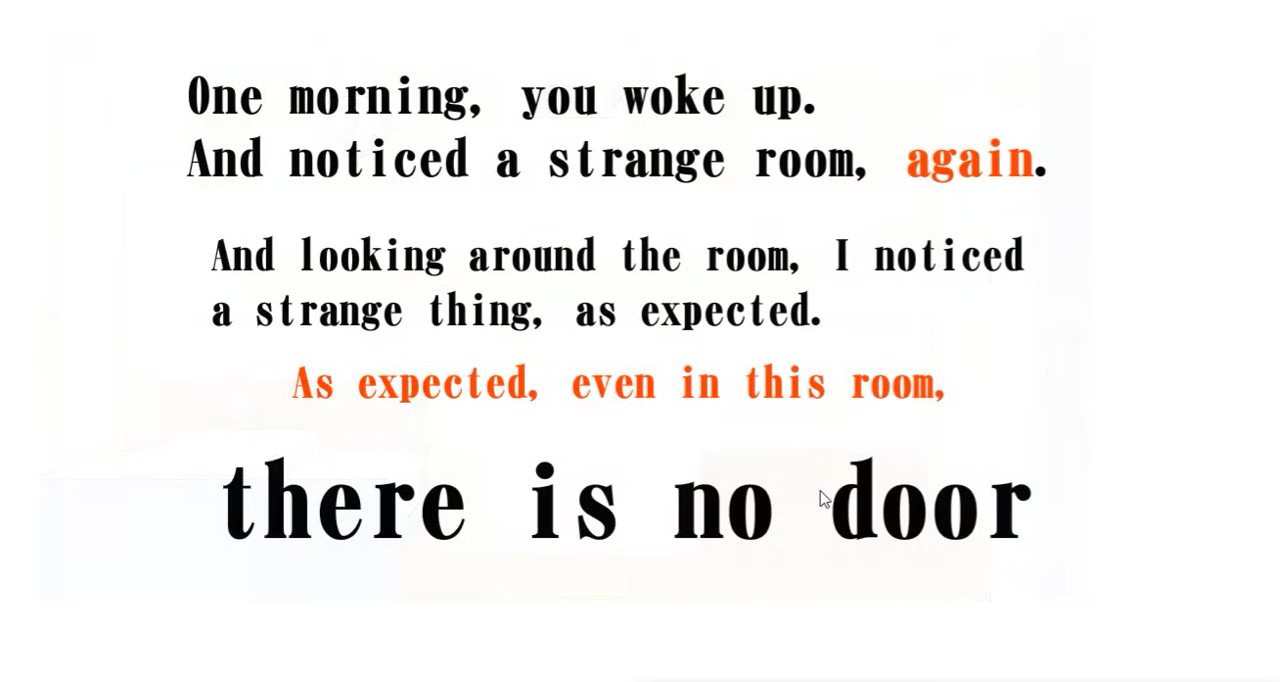 One morning, you woke up.
And noticed a strange room, again.
And looking around the room, I noticed
a strange thing, as expected.
As expected, even in this room,
there is no door